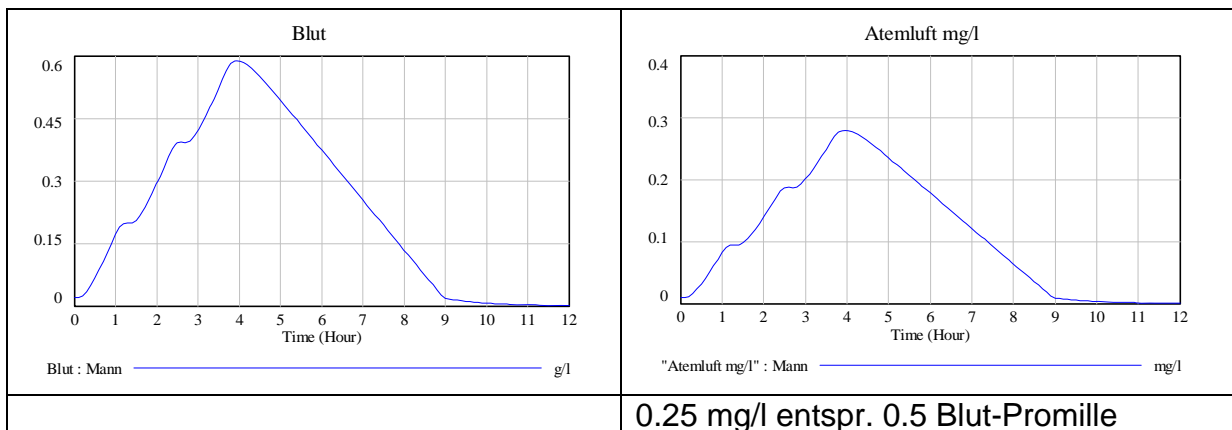 Blut
0.6
0.45
0.3
0.15
0
0 1 2 3 4 5 6 7 8 9 10 11 12
Time (Hour)
Blut : Mann g/l
Atemluft mg/l
0.4
0.3
0.2
0.1
0
0 1 2 3 4 5 6 7 8 9 10 11 12
Time (Hour)
"Atemluft mg/l" : Mann mg/l
0.25 mg/l entspr. 0.5 Blut-Promille